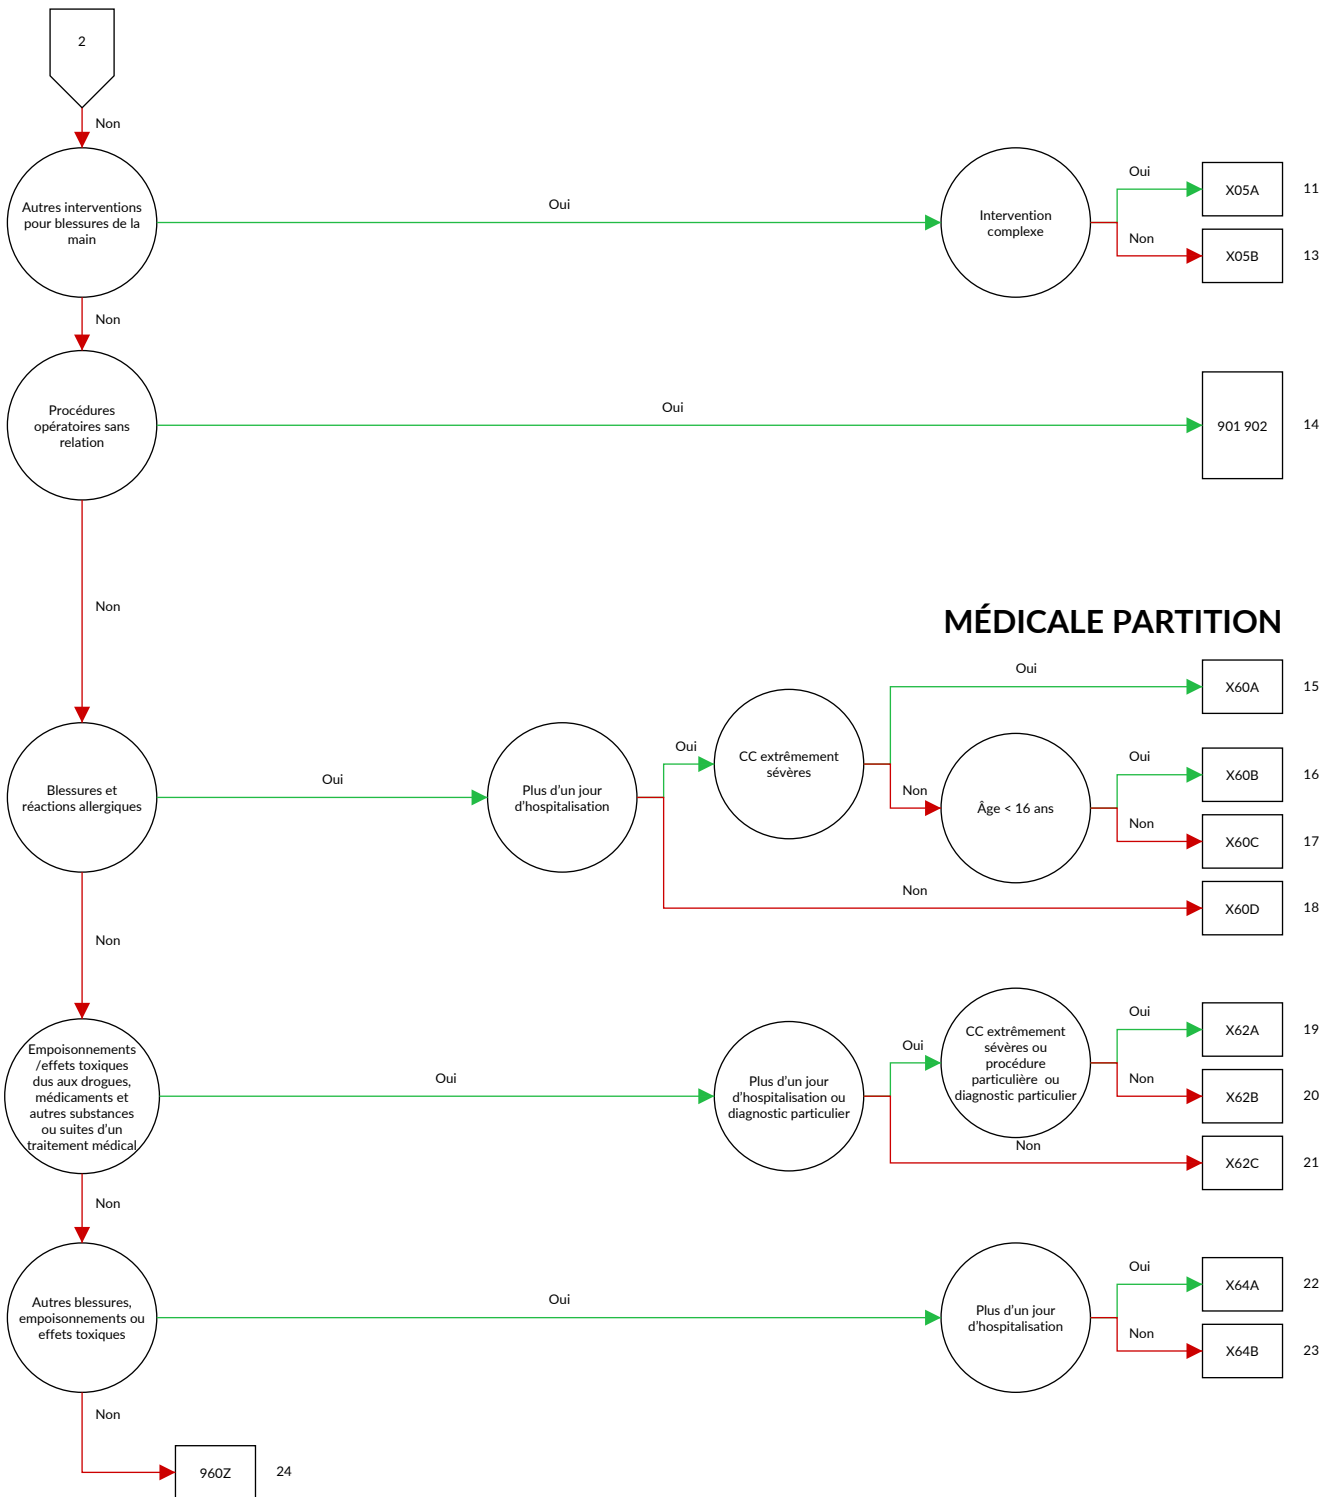 2
Non
Autres interventions
pour blessures de la
main
Oui
Intervention
complexe
Oui
X05A
11
Non
X05B
13
Non
Procédures
opératoires sans
relation
Oui
901 902
14
Non
MÉDICALE PARTITION
Blessures et
réactions allergiques
Oui
Plus d'un jour
d'hospitalisation
Oui
CC extrêmement
sévères
Oui
X60A
15
Non
Âge < 16 ans
Oui
X60B
16
Non
X60C
17
Non
X60D
18
Non
Empoisonnements
/effets toxiques
dus aux drogues,
médicaments et
autres substances
ou suites d'un
traitement médical
Oui
Plus d'un jour
d'hospitalisation ou
diagnostic particulier
Oui
CC extrêmement
sévères ou
procédure
particulière ou
diagnostic particulier
Oui
X62A
19
Non
X62B
20
Non
X62C
21
Non
Autres blessures,
empoisonnements ou
effets toxiques
Oui
Plus d'un jour
d'hospitalisation
Oui
X64A
22
Non
X64B
23
Non
960Z
24